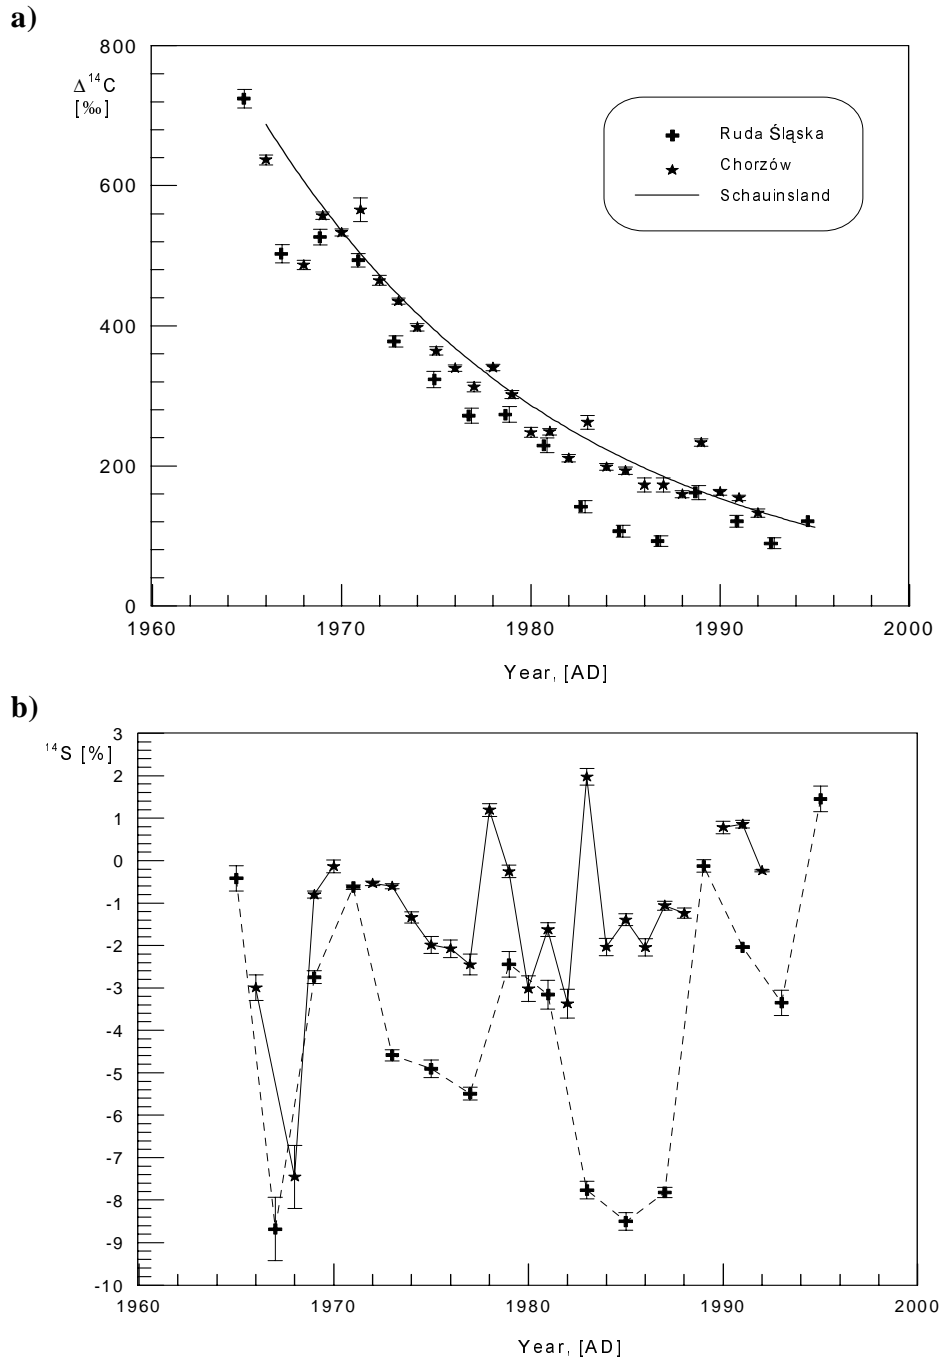 a)
800
Δ¹⁴C
[‰]
600
400
200
0
Ruda Śląska
Chorzów
Schauinsland
1960 1970 1980 1990 2000
Year, [AD]
b)
¹⁴S [%]
3
2
1
0
-1
-2
-3
-4
-5
-6
-7
-8
-9
-10
1960 1970 1980 1990 2000
Year, [AD]